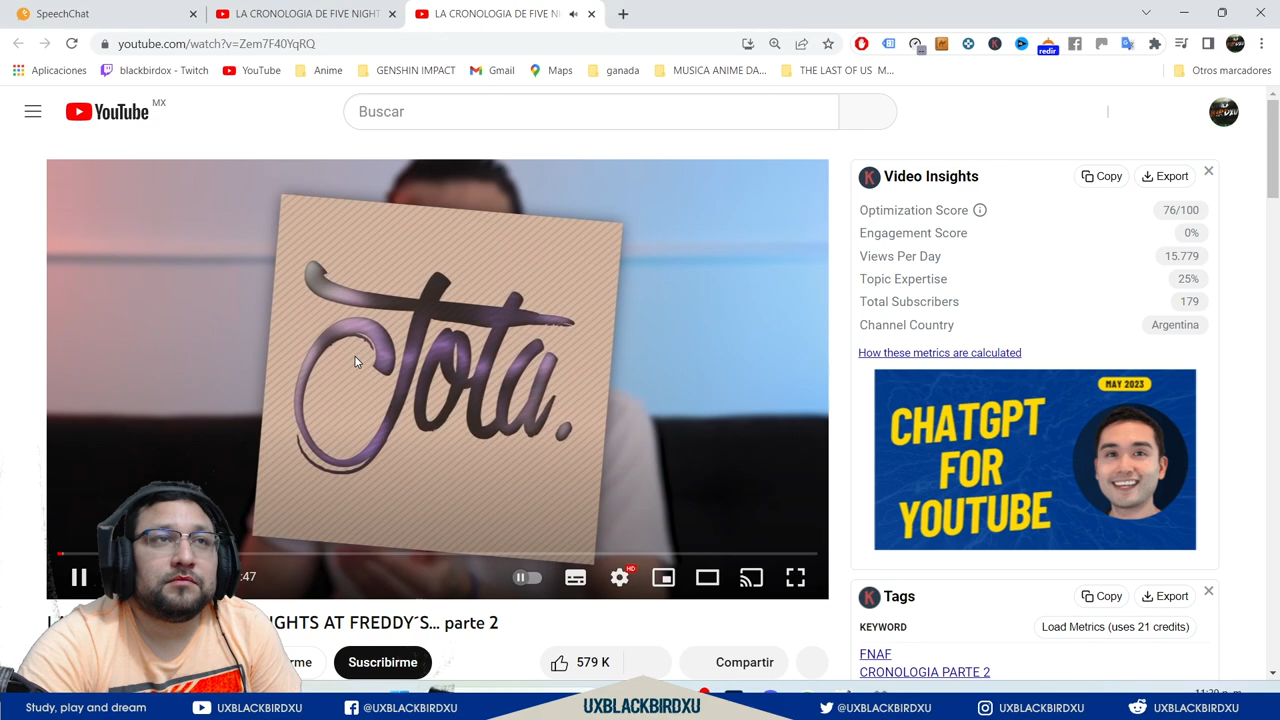 SpeechChat
LA CRONOLOGIA DE FIVE NIGHT
LA CRONOLOGIA DE FIVE NI
youtube.com/watch?v=Zem7F40YqRQ
redir
Aplicaciones
blackbirdox - Twitch
YouTube
Anime
GENSHIN IMPACT
Gmail
Maps
ganada
MUSICA ANIME DA...
THE LAST OF US M...
Otros marcadores
YouTube MX
Buscar
Jota.
:47
HD
IGHTS AT FREDDY´S... parte 2
rme
Suscribirme
579 K
Compartir
Video Insights
Copy
Export
Optimization Score 76/100
Engagement Score 0%
Views Per Day 15.779
Topic Expertise 25%
Total Subscribers 179
Channel Country Argentina
How these metrics are calculated
MAY 2023
CHATGPT
FOR
YOUTUBE
Tags
Copy
Export
KEYWORD
Load Metrics (uses 21 credits)
FNAF
CRONOLOGIA PARTE 2
Study, play and dream
UXBLACKBIRDXU
@UXBLACKBIRDXU
UXBLACKBIRDXU
@UXBLACKBIRDXU
UXBLACKBIRDXU
UXBLACKBIRDXU